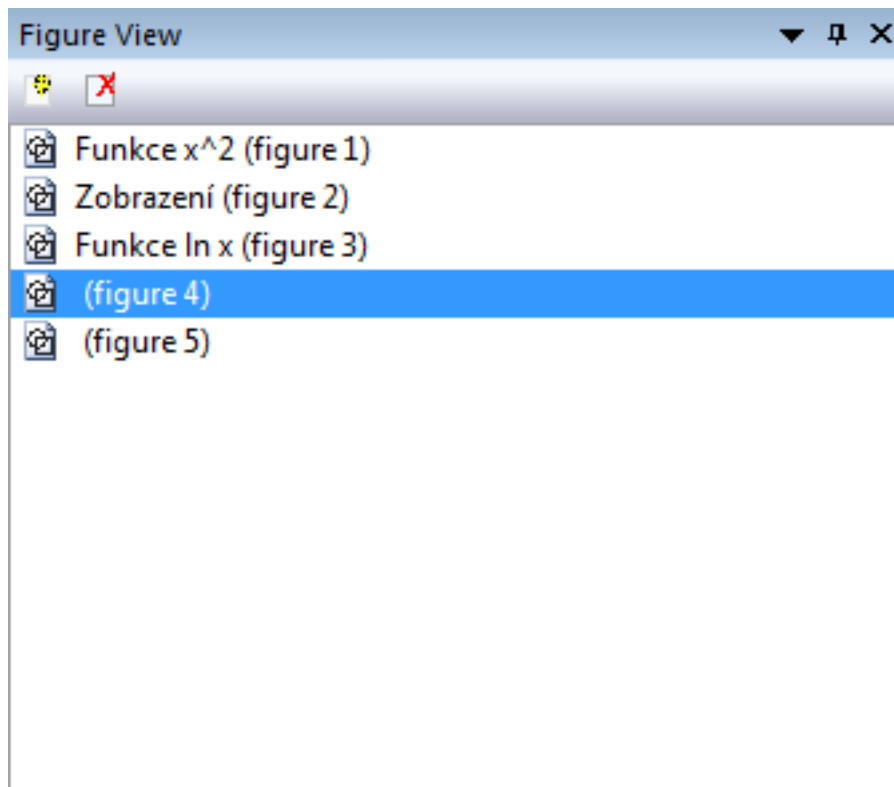 Figure View
Funkce x^2 (figure 1)
Zobrazení (figure 2)
Funkce ln x (figure 3)
(figure 4)
(figure 5)